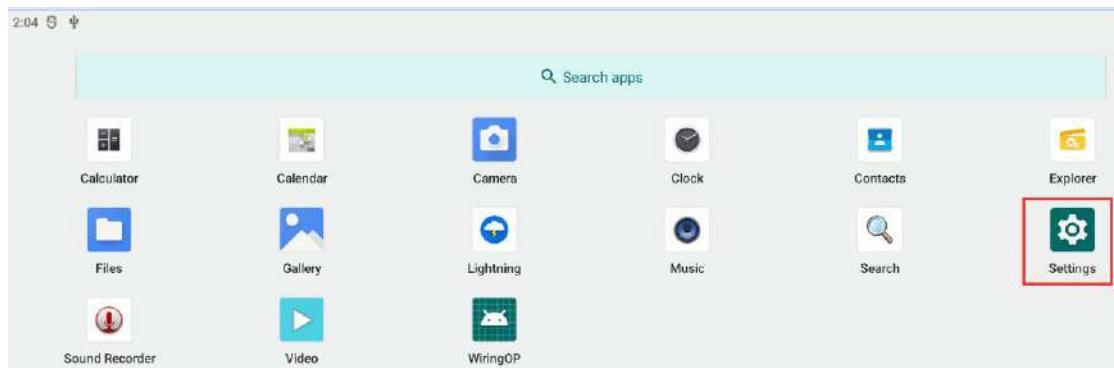 2:04
Search apps
Calculator Calendar Camera Clock Contacts Explorer
Files Gallery Lightning Music Search Settings
Sound Recorder Video WiringOP